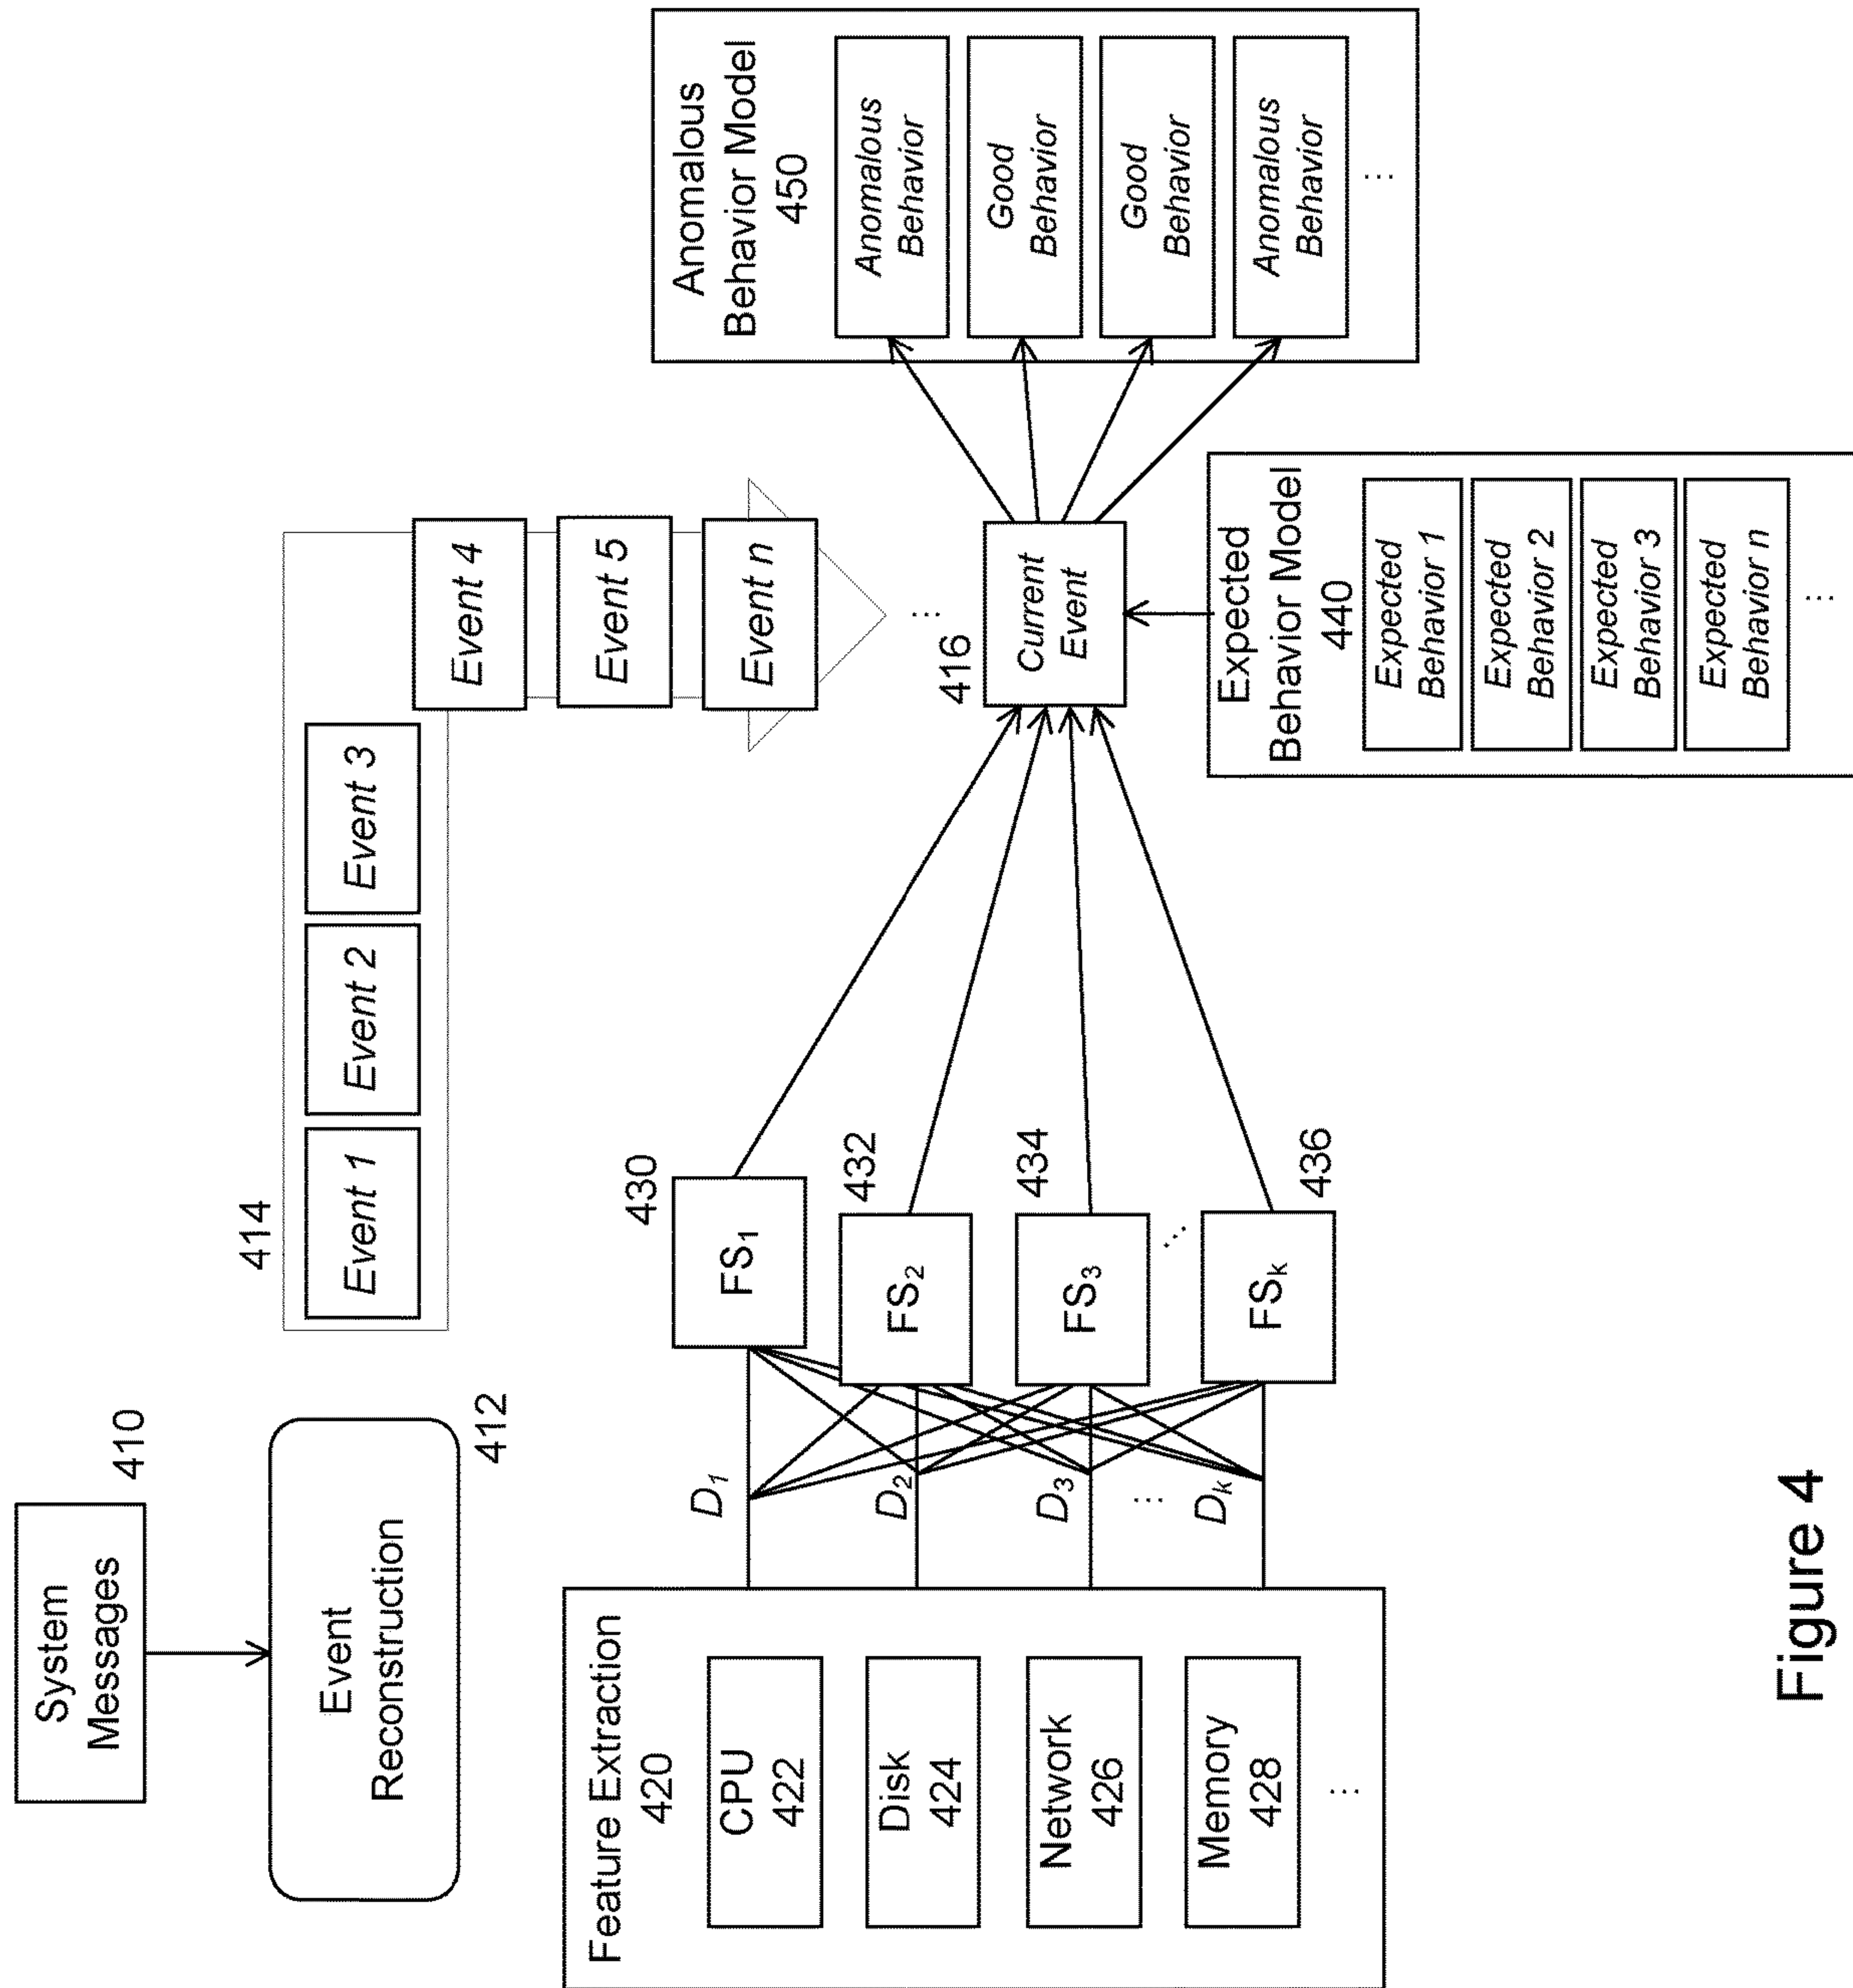 System
Messages
410
Event
Reconstruction
412
414
Event 1
Event 2
Event 3
Event 4
Event 5
Event n
...
Feature Extraction
420
CPU
422
Disk
424
Network
426
Memory
428
...
D1
D2
D3
...
Dk
FS1
430
FS2
432
FS3
434
...
FSk
436
416
Current
Event
Expected
Behavior Model
440
Expected
Behavior 1
Expected
Behavior 2
Expected
Behavior 3
Expected
Behavior n
...
Anomalous
Behavior Model
450
Anomalous
Behavior
Good
Behavior
Good
Behavior
Anomalous
Behavior
...
Figure 4